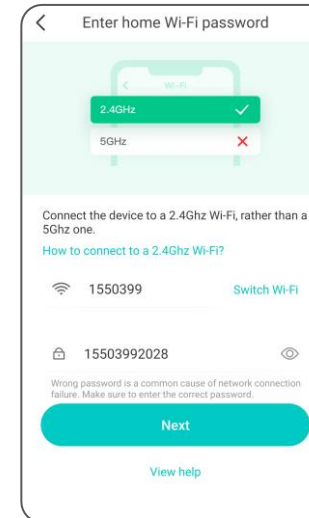 Enter home Wi-Fi password
Wi-Fi
2.4GHz
5GHz
Connect the device to a 2.4Ghz Wi-Fi, rather than a
5Ghz one.
How to connect to a 2.4Ghz Wi-Fi?
1550399 Switch Wi-Fi
15503992028
Wrong password is a common cause of network connection
failure. Make sure to enter the correct password.
Next
View help